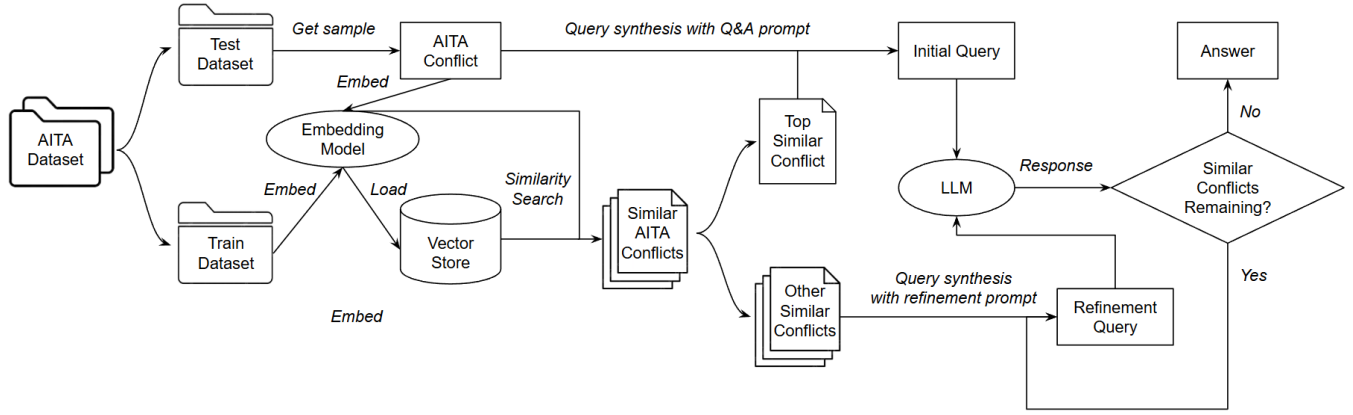 Test
Dataset
Get sample
AITA
Conflict
Query synthesis with Q&A prompt
Initial Query
Answer
Embed
No
AITA
Dataset
Embedding
Model
Top
Similar
Conflict
Embed
Load
Similarity
Search
LLM
Response
Similar
Conflicts
Remaining?
Train
Dataset
Vector
Store
Similar
AITA
Conflicts
Yes
Embed
Other
Similar
Conflicts
Query synthesis
with refinement prompt
Refinement
Query